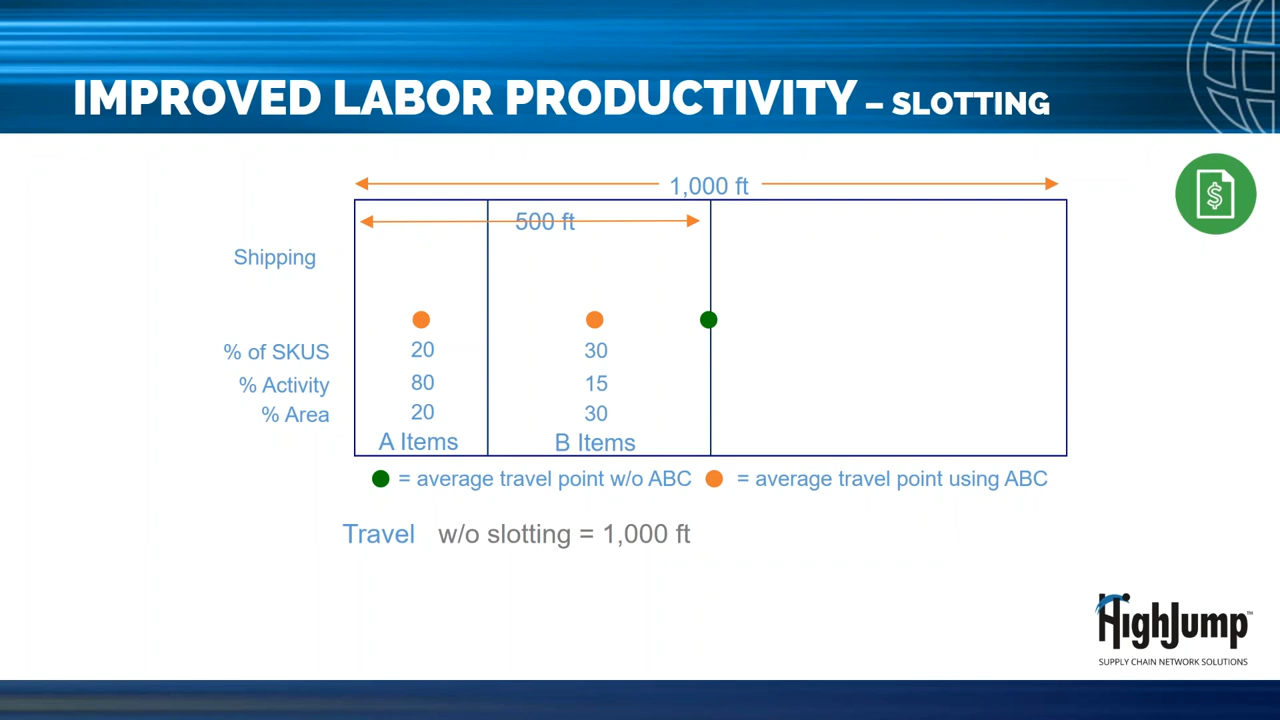 IMPROVED LABOR PRODUCTIVITY – SLOTTING
1,000 ft
500 ft
Shipping
% of SKUS 20 30
% Activity 80 15
% Area 20 30
A Items B Items
= average travel point w/o ABC = average travel point using ABC
Travel w/o slotting = 1,000 ft
HighJump™
SUPPLY CHAIN NETWORK SOLUTIONS
$